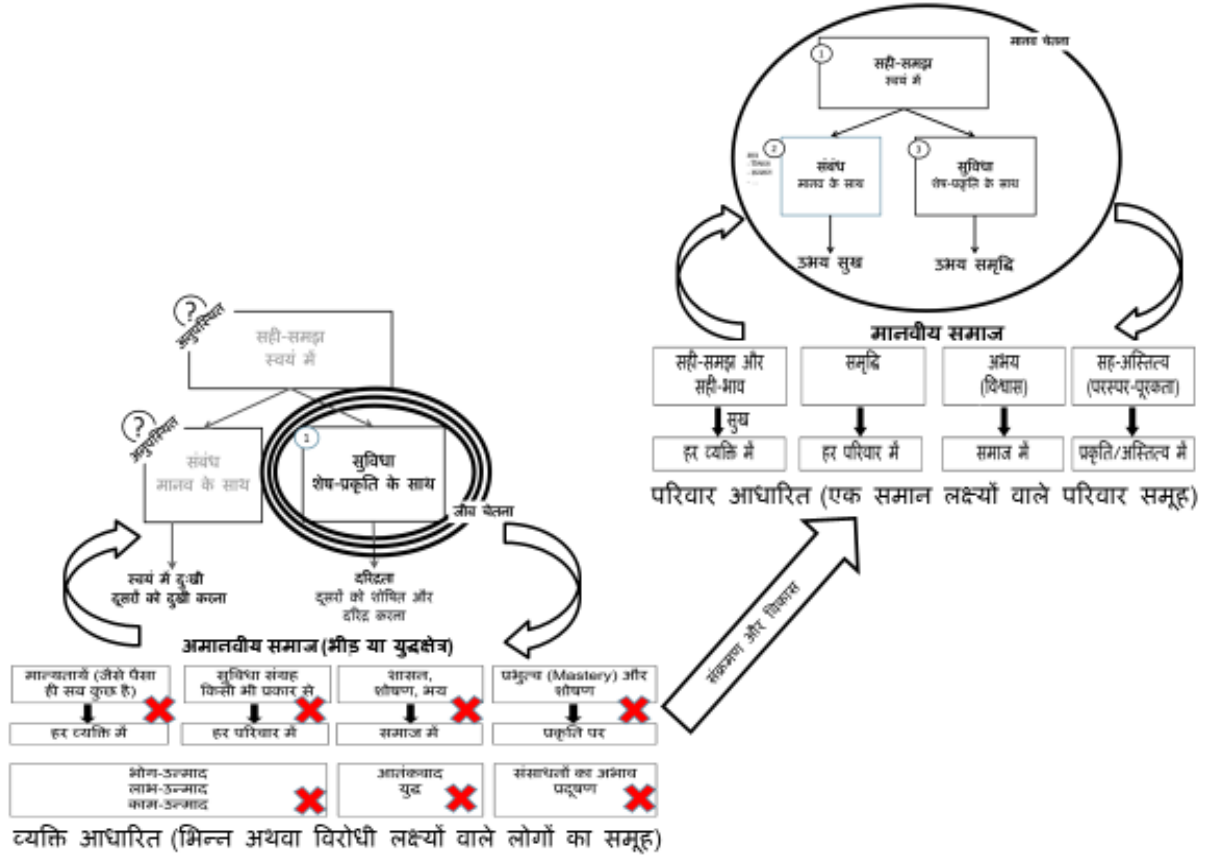 मानव चेतना
1
सही-समझ
स्वयं में
2
संबंध
मानव के साथ
3
सुविधा
शेष-प्रकृति के साथ
उभय सुख
उभय समृद्धि
मानवीय समाज
सही-समझ और
सही-भाव
सुख
हर व्यक्ति में
समृद्धि
हर परिवार में
अभय
(विश्वास)
समाज में
सह-अस्तित्व
(परस्पर-पूरकता)
प्रकृति/अस्तित्व में
परिवार आधारित (एक समान लक्ष्यों वाले परिवार समूह)
?
अनुपस्थित
सही-समझ
स्वयं में
?
अनुपस्थित
संबंध
मानव के साथ
1
सुविधा
शेष-प्रकृति के साथ
जीव चेतना
स्वयं में दुःखी
दूसरों को दुखी करना
दरिद्रता
दूसरों को शोषित और
दरिद्र करना
अमानवीय समाज (भीड़ या युद्धक्षेत्र)
मान्यतायें (जैसे पैसा
ही सब कुछ है)
हर व्यक्ति में
सुविधा संग्रह
किसी भी प्रकार से
हर परिवार में
शासन,
शोषण, भय
समाज में
प्रभुत्व (Mastery) और
शोषण
प्रकृति पर
भोग-उन्माद
लाभ-उन्माद
काम-उन्माद
आतंकवाद
युद्ध
संसाधनों का अभाव
प्रदूषण
व्यक्ति आधारित (भिन्न अथवा विरोधी लक्ष्यों वाले लोगों का समूह)
संक्रमण और विकास